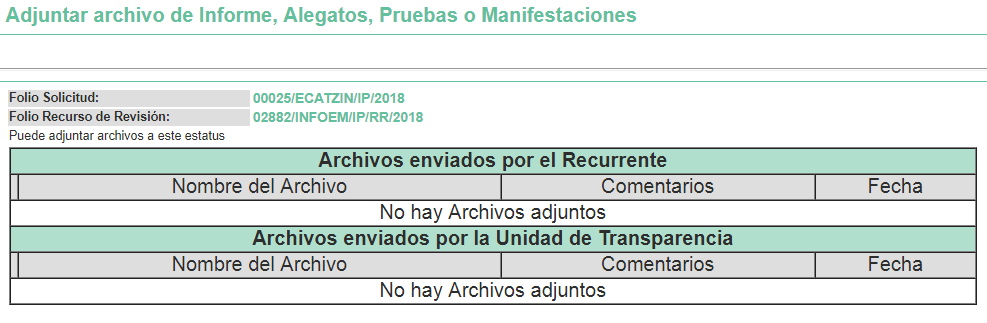 Adjuntar archivo de Informe, Alegatos, Pruebas o Manifestaciones
Folio Solicitud: 00025/ECATZIN/IP/2018
Folio Recurso de Revisión: 02882/INFOEM/IP/RR/2018
Puede adjuntar archivos a este estatus
Archivos enviados por el Recurrente
Nombre del Archivo Comentarios Fecha
No hay Archivos adjuntos
Archivos enviados por la Unidad de Transparencia
Nombre del Archivo Comentarios Fecha
No hay Archivos adjuntos